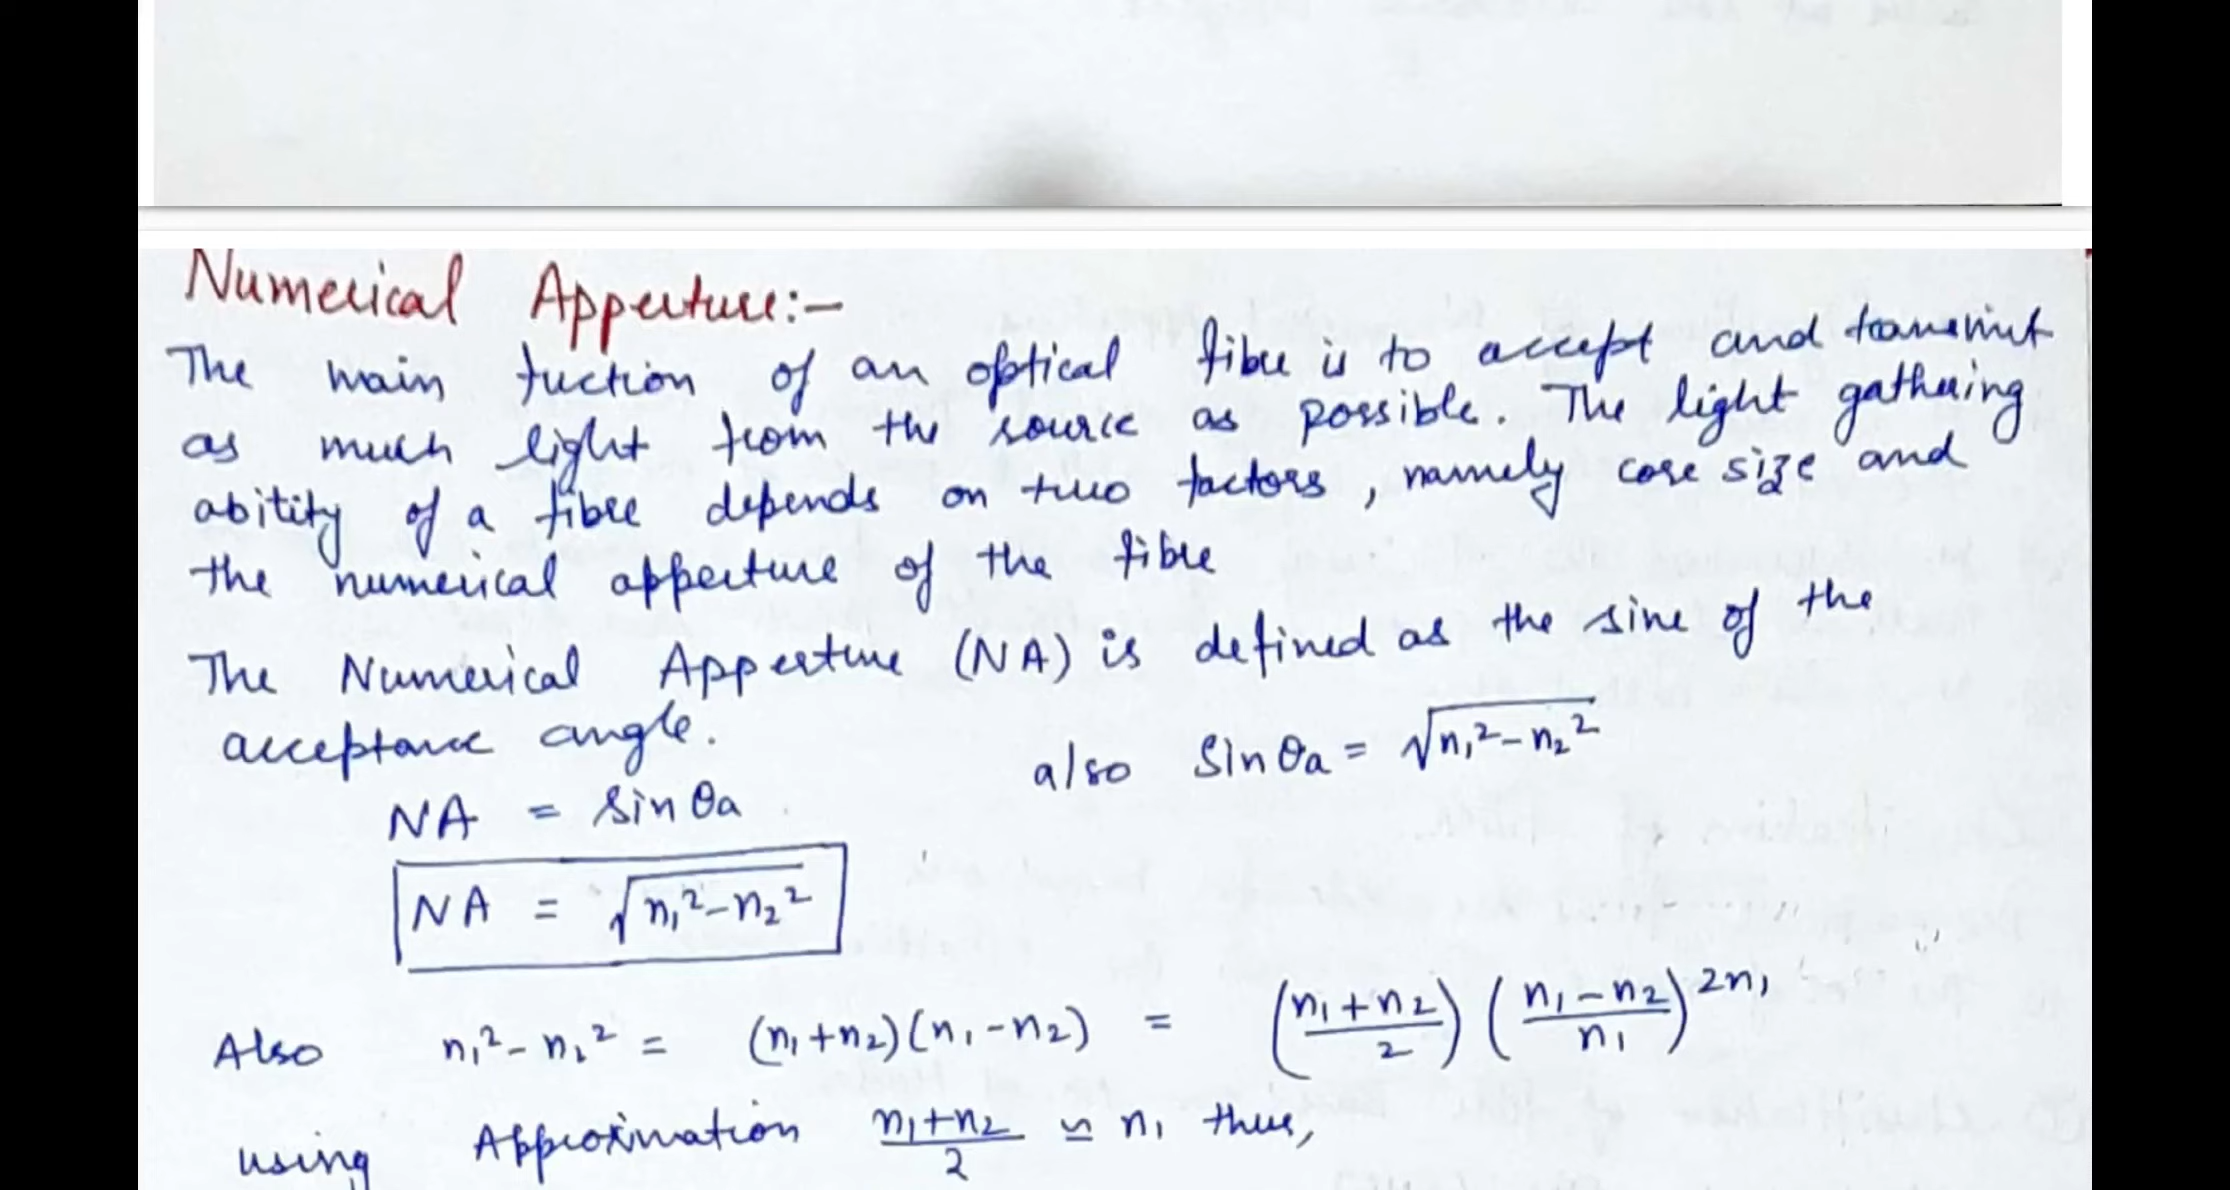 Numerical Apperture:-
The main fuction of an optical fibre is to accept and transmit
as much light from the source as possible. The light gathering
abitity of a fibre depends on two factors, namely core size and
the numerical apperture of the fibre
The Numerical Apperture (NA) is defined as the sine of the
acceptance angle.
also Sin θa = √n₁²-n₂²
NA = Sin θa
NA = √n₁²-n₂²
Also n₁²-n₂² = (n₁+n₂)(n₁-n₂) = (n₁+n₂/2) (n₁-n₂/n₁) 2n₁
using Approximation n₁+n₂/2 ≃ n₁ thus,